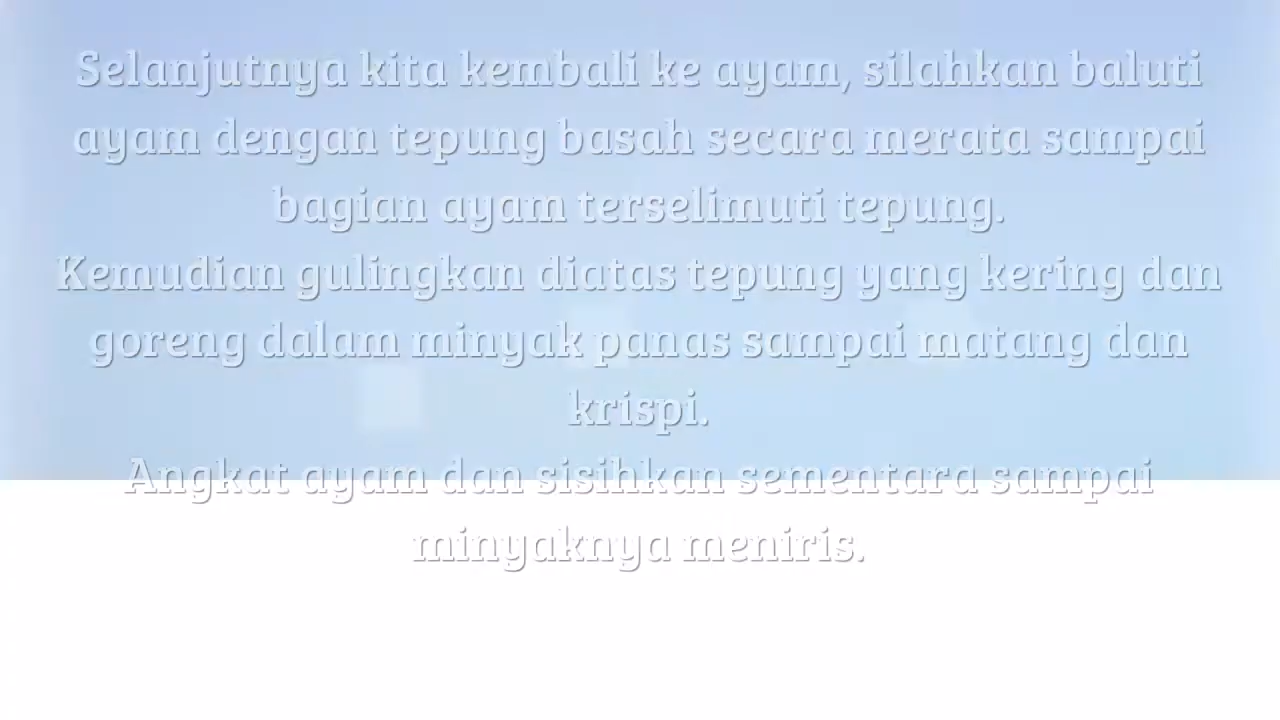 Selanjutnya kita kembali ke ayam, silahkan baluti
ayam dengan tepung basah secara merata sampai
bagian ayam terselimuti tepung.
Kemudian gulingkan diatas tepung yang kering dan
goreng dalam minyak panas sampai matang dan
krispi.
Angkat ayam dan sisihkan sementara sampai
minyaknya meniris.